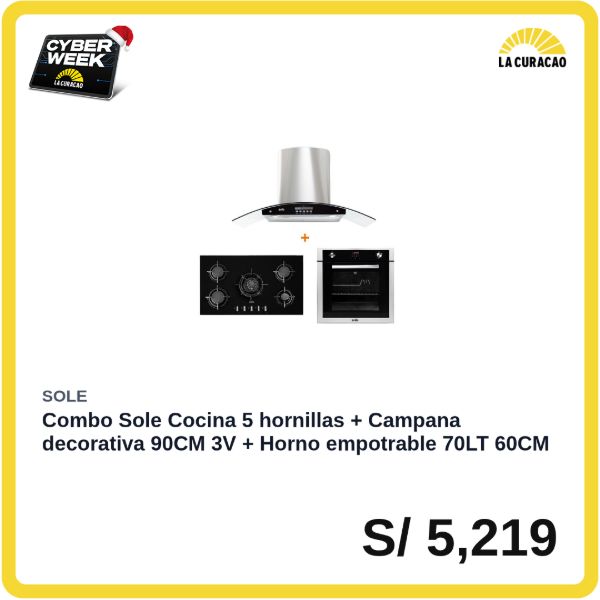 CYBER
WEEK
LA CURACAO
LA CURACAO
SOLE
Combo Sole Cocina 5 hornillas + Campana
decorativa 90CM 3V + Horno empotrable 70LT 60CM
S/ 5,219